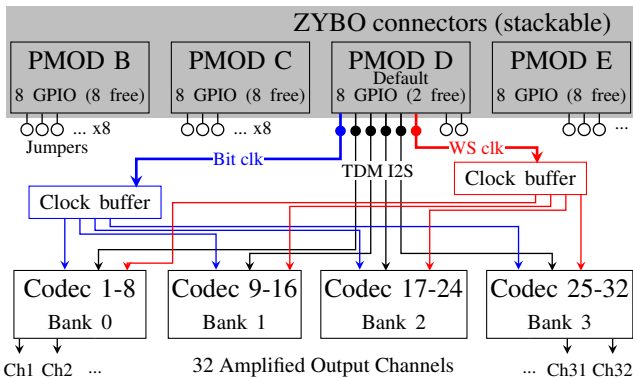 ZYBO connectors (stackable)
PMOD B
8 GPIO (8 free)
PMOD C
8 GPIO (8 free)
PMOD D
Default
8 GPIO (2 free)
PMOD E
8 GPIO (8 free)
... x8
Jumpers
... x8
...
Bit clk
TDM I2S
WS clk
Clock buffer
Clock buffer
Codec 1-8
Bank 0
Codec 9-16
Bank 1
Codec 17-24
Bank 2
Codec 25-32
Bank 3
Ch1 Ch2 ...
32 Amplified Output Channels
... Ch31 Ch32